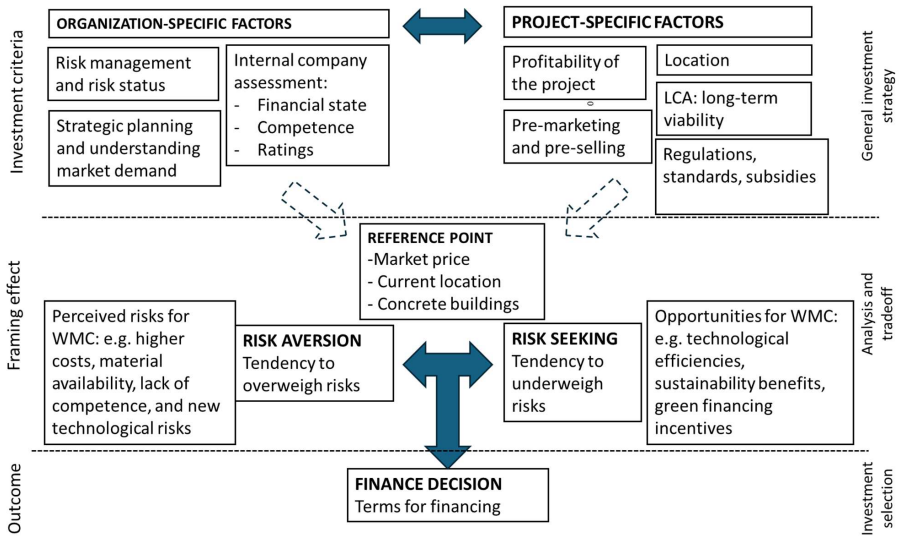 Investment criteria
ORGANIZATION-SPECIFIC FACTORS
Risk management
and risk status
Strategic planning
and understanding
market demand
Internal company
assessment:
- Financial state
- Competence
- Ratings
PROJECT-SPECIFIC FACTORS
Profitability of
the project
Pre-marketing
and pre-selling
Location
LCA: long-term
viability
Regulations,
standards, subsidies
General investment
strategy
Framing effect
REFERENCE POINT
-Market price
- Current location
- Concrete buildings
Perceived risks for
WMC: e.g. higher
costs, material
availability, lack of
competence, and new
technological risks
RISK AVERSION
Tendency to
overweigh risks
RISK SEEKING
Tendency to
underweigh
risks
Opportunities for WMC:
e.g. technological
efficiencies,
sustainability benefits,
green financing
incentives
Analysis and
tradeoff
Outcome
FINANCE DECISION
Terms for financing
Investment
selection